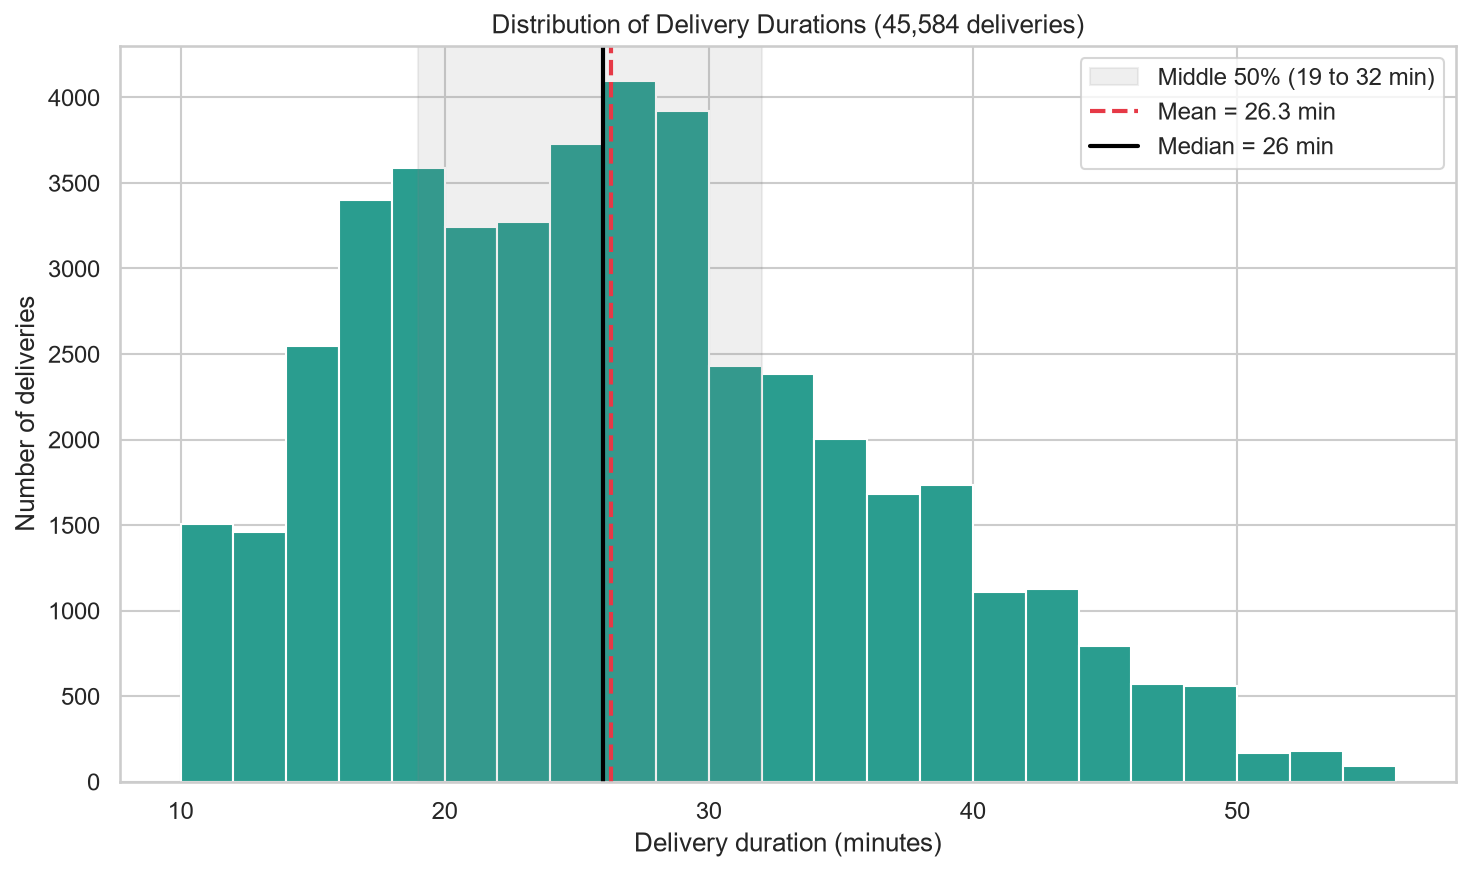 Distribution of Delivery Durations (45,584 deliveries)
Middle 50% (19 to 32 min)
Mean = 26.3 min
Median = 26 min
Number of deliveries
4000
3500
3000
2500
2000
1500
1000
500
0
10 20 30 40 50
Delivery duration (minutes)